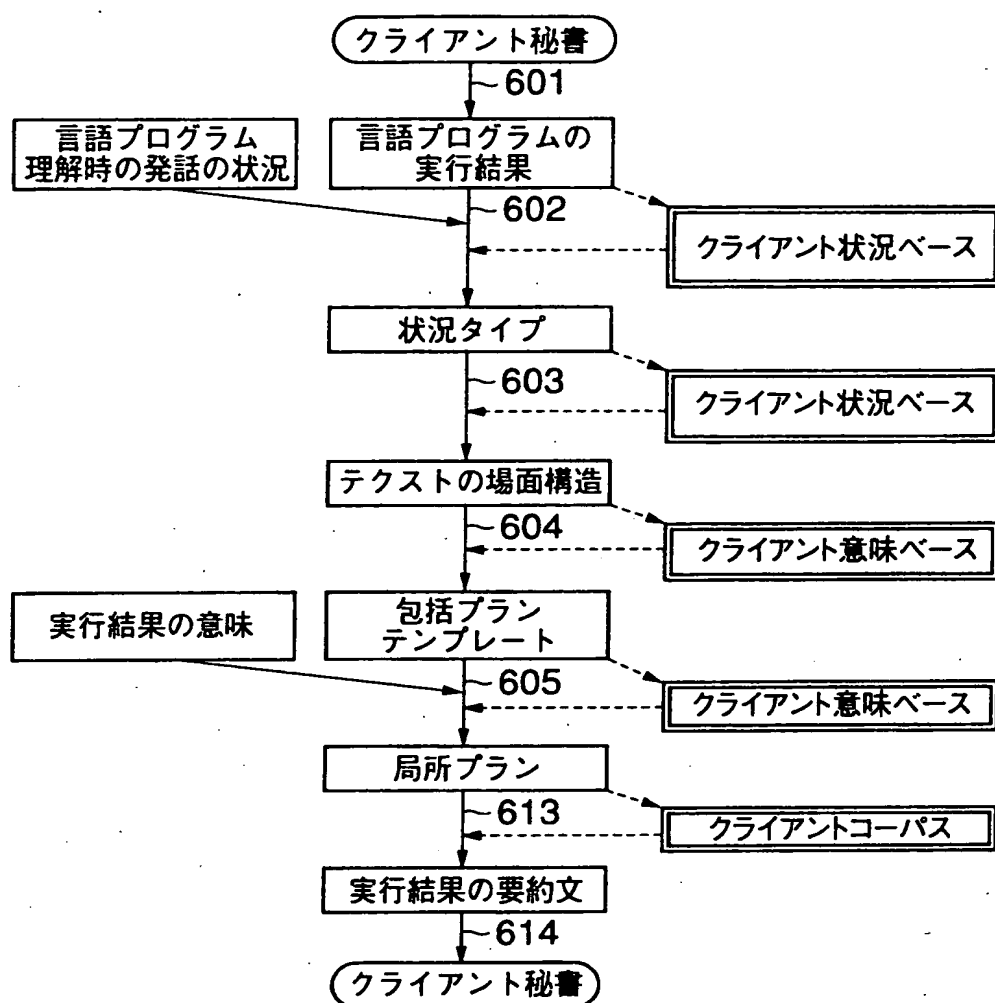 クライアント秘書
601
言語プログラム
理解時の発話の状況
言語プログラムの
実行結果
602
クライアント状況ベース
状況タイプ
603
クライアント状況ベース
テクストの場面構造
604
クライアント意味ベース
実行結果の意味
包括プラン
テンプレート
605
クライアント意味ベース
局所プラン
613
クライアントコーパス
実行結果の要約文
614
クライアント秘書